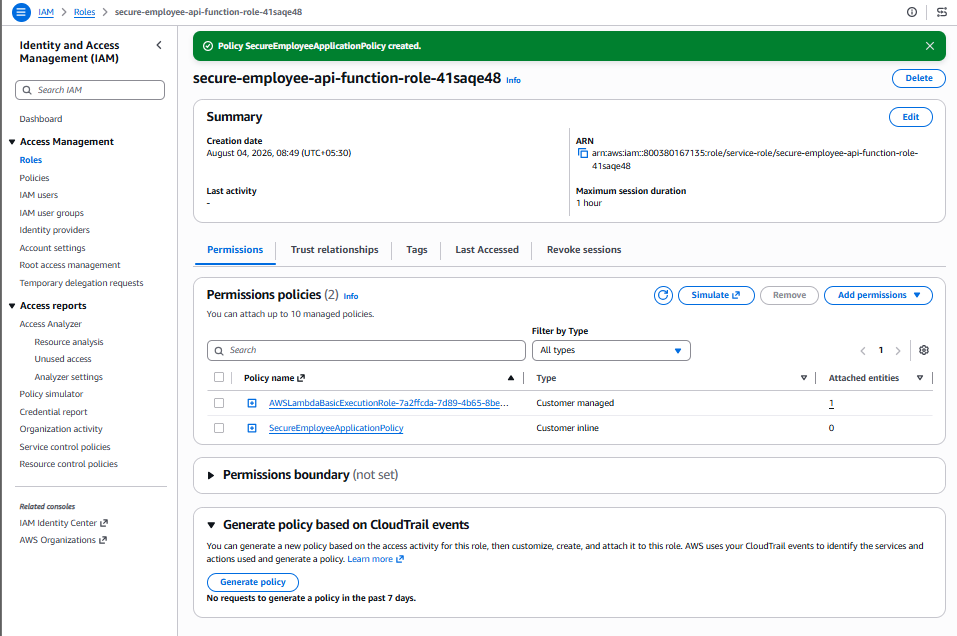 IAM > Roles > secure-employee-api-function-role-41saqe48
Identity and Access Management (IAM)
Search IAM
Dashboard
Access Management
Roles
Policies
IAM users
IAM user groups
Identity providers
Account settings
Root access management
Temporary delegation requests
Access reports
Access Analyzer
Resource analysis
Unused access
Analyzer settings
Policy simulator
Credential report
Organization activity
Service control policies
Resource control policies
Related consoles
IAM Identity Center
AWS Organizations
Policy SecureEmployeeApplicationPolicy created.
secure-employee-api-function-role-41saqe48 Info
Delete
Summary
Edit
Creation date
August 04, 2026, 08:49 (UTC+05:30)
ARN
arn:aws:iam::800380167135:role/service-role/secure-employee-api-function-role-
41saqe48
Last activity
-
Maximum session duration
1 hour
Permissions
Trust relationships
Tags
Last Accessed
Revoke sessions
Permissions policies (2) Info
Simulate
Remove
Add permissions
You can attach up to 10 managed policies.
Filter by Type
Search
All types
1
Policy name
Type
Attached entities
AWSLambdaBasicExecutionRole-7a2ffcda-7d89-4b65-8be... Customer managed 1
SecureEmployeeApplicationPolicy Customer inline 0
Permissions boundary (not set)
Generate policy based on CloudTrail events
You can generate a new policy based on the access activity for this role, then customize, create, and attach it to this role. AWS uses your CloudTrail events to identify the services and
actions used and generate a policy. Learn more
Generate policy
No requests to generate a policy in the past 7 days.